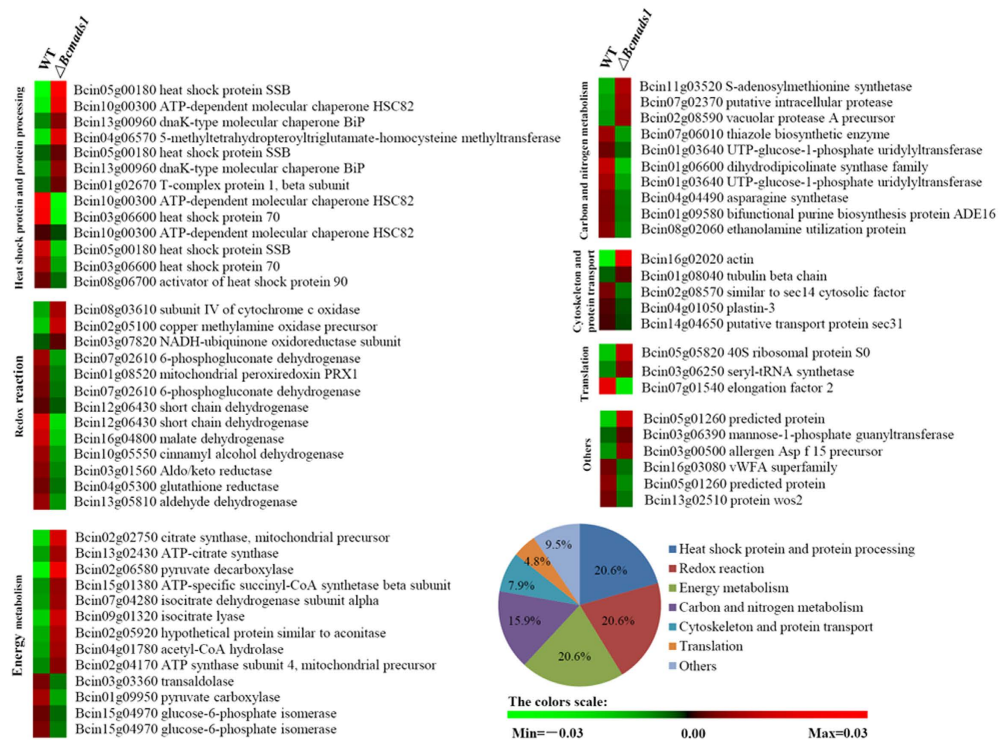 WT
△Bcmads1
Heat shock protein and protein processing
Bcin05g00180 heat shock protein SSB
Bcin10g00300 ATP-dependent molecular chaperone HSC82
Bcin13g00960 dnaK-type molecular chaperone BiP
Bcin04g06570 5-methyltetrahydropteroyltriglutamate-homocysteine methyltransferase
Bcin05g00180 heat shock protein SSB
Bcin13g00960 dnaK-type molecular chaperone BiP
Bcin01g02670 T-complex protein 1, beta subunit
Bcin10g00300 ATP-dependent molecular chaperone HSC82
Bcin03g06600 heat shock protein 70
Bcin10g00300 ATP-dependent molecular chaperone HSC82
Bcin05g00180 heat shock protein SSB
Bcin03g06600 heat shock protein 70
Bcin08g06700 activator of heat shock protein 90
Redox reaction
Bcin08g03610 subunit IV of cytochrome c oxidase
Bcin02g05100 copper methylamine oxidase precursor
Bcin03g07820 NADH-ubiquinone oxidoreductase subunit
Bcin07g02610 6-phosphogluconate dehydrogenase
Bcin01g08520 mitochondrial peroxiredoxin PRX1
Bcin07g02610 6-phosphogluconate dehydrogenase
Bcin12g06430 short chain dehydrogenase
Bcin12g06430 short chain dehydrogenase
Bcin16g04800 malate dehydrogenase
Bcin10g05550 cinnamyl alcohol dehydrogenase
Bcin03g01560 Aldo/keto reductase
Bcin04g05300 glutathione reductase
Bcin13g05810 aldehyde dehydrogenase
Energy metabolism
Bcin02g02750 citrate synthase, mitochondrial precursor
Bcin13g02430 ATP-citrate synthase
Bcin02g06580 pyruvate decarboxylase
Bcin15g01380 ATP-specific succinyl-CoA synthetase beta subunit
Bcin07g04280 isocitrate dehydrogenase subunit alpha
Bcin09g01320 isocitrate lyase
Bcin02g05920 hypothetical protein similar to aconitase
Bcin04g01780 acetyl-CoA hydrolase
Bcin02g04170 ATP synthase subunit 4, mitochondrial precursor
Bcin03g03360 transaldolase
Bcin01g09950 pyruvate carboxylase
Bcin15g04970 glucose-6-phosphate isomerase
Bcin15g04970 glucose-6-phosphate isomerase
WT
△Bcmads1
Carbon and nitrogen metabolism
Bcin11g03520 S-adenosylmethionine synthetase
Bcin07g02370 putative intracellular protease
Bcin02g08590 vacuolar protease A precursor
Bcin07g06010 thiazole biosynthetic enzyme
Bcin01g03640 UTP-glucose-1-phosphate uridylyltransferase
Bcin01g06600 dihydrodipicolinate synthase family
Bcin01g03640 UTP-glucose-1-phosphate uridylyltransferase
Bcin04g04490 asparagine synthetase
Bcin01g09580 bifunctional purine biosynthesis protein ADE16
Bcin08g02060 ethanolamine utilization protein
Cytoskeleton and
protein transport
Bcin16g02020 actin
Bcin01g08040 tubulin beta chain
Bcin02g08570 similar to sec14 cytosolic factor
Bcin04g01050 plastin-3
Bcin14g04650 putative transport protein sec31
Translation
Bcin05g05820 40S ribosomal protein S0
Bcin03g06250 seryl-tRNA synthetase
Bcin07g01540 elongation factor 2
Others
Bcin05g01260 predicted protein
Bcin03g06390 mannose-1-phosphate guanyltransferase
Bcin03g00500 allergen Asp f 15 precursor
Bcin16g03080 vWFA superfamily
Bcin05g01260 predicted protein
Bcin13g02510 protein wos2
9.5%
4.8%
7.9%
15.9%
20.6%
20.6%
20.6%
Heat shock protein and protein processing
Redox reaction
Energy metabolism
Carbon and nitrogen metabolism
Cytoskeleton and protein transport
Translation
Others
The colors scale:
Min=－0.03 0.00 Max=0.03